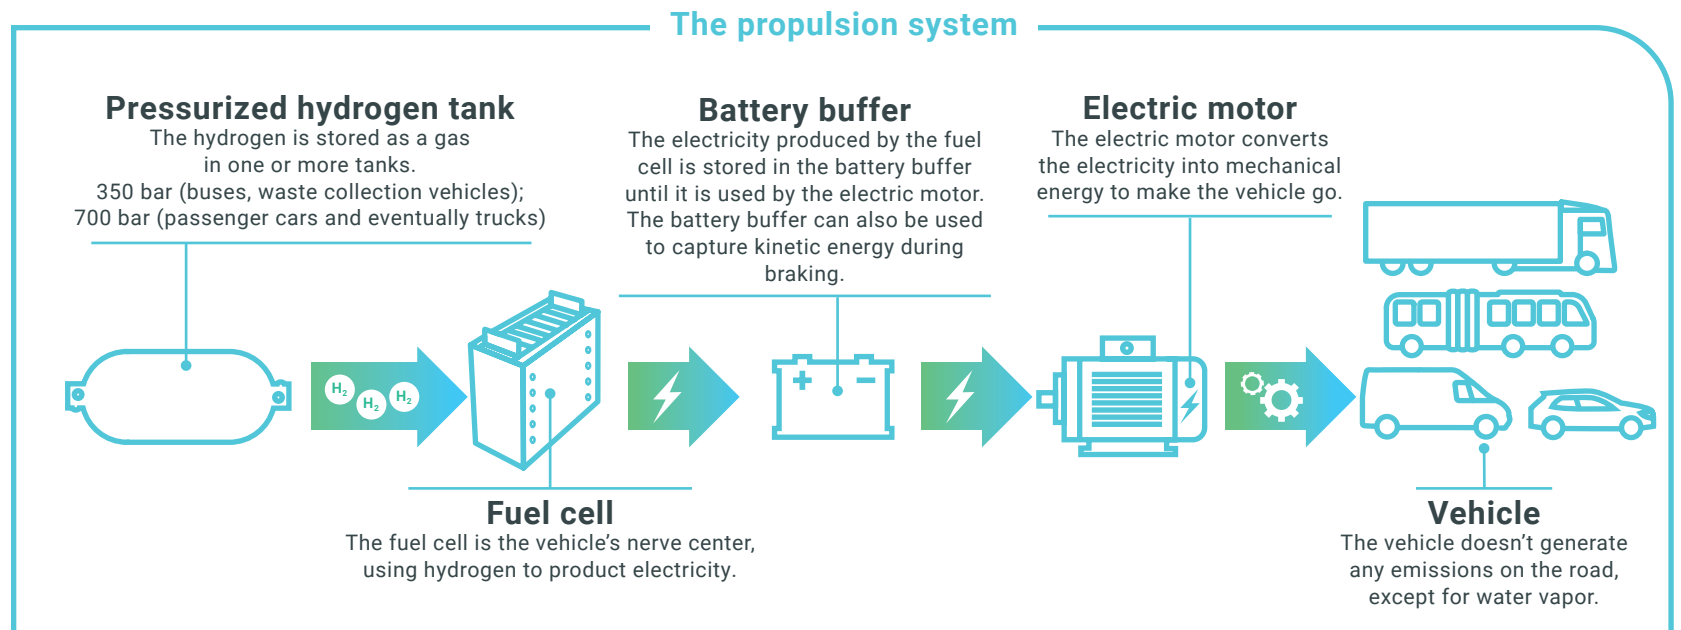 The propulsion system
Pressurized hydrogen tank
The hydrogen is stored as a gas
in one or more tanks.
350 bar (buses, waste collection vehicles);
700 bar (passenger cars and eventually trucks)
Battery buffer
The electricity produced by the fuel
cell is stored in the battery buffer
until it is used by the electric motor.
The battery buffer can also be used
to capture kinetic energy during
braking.
Electric motor
The electric motor converts
the electricity into mechanical
energy to make the vehicle go.
H₂
H₂
H₂
Fuel cell
The fuel cell is the vehicle’s nerve center,
using hydrogen to product electricity.
Vehicle
The vehicle doesn’t generate
any emissions on the road,
except for water vapor.